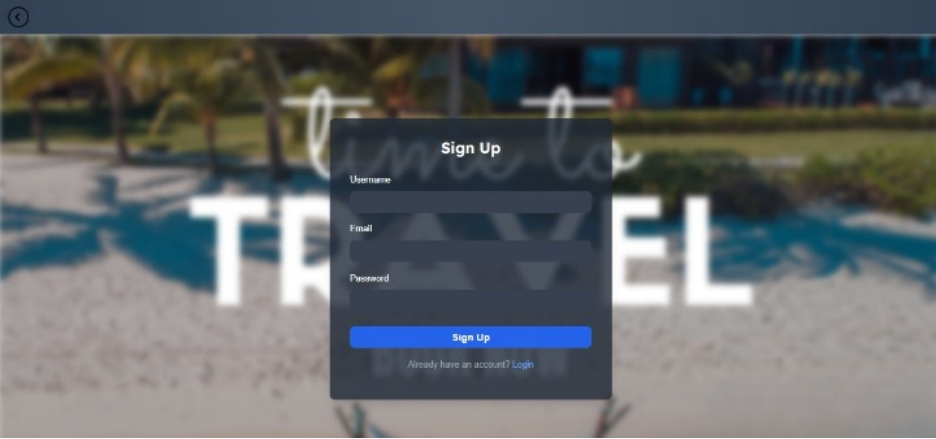 time to
TRAVEL
Sign Up
Username
Email
Password
Sign Up
Already have an account? Login